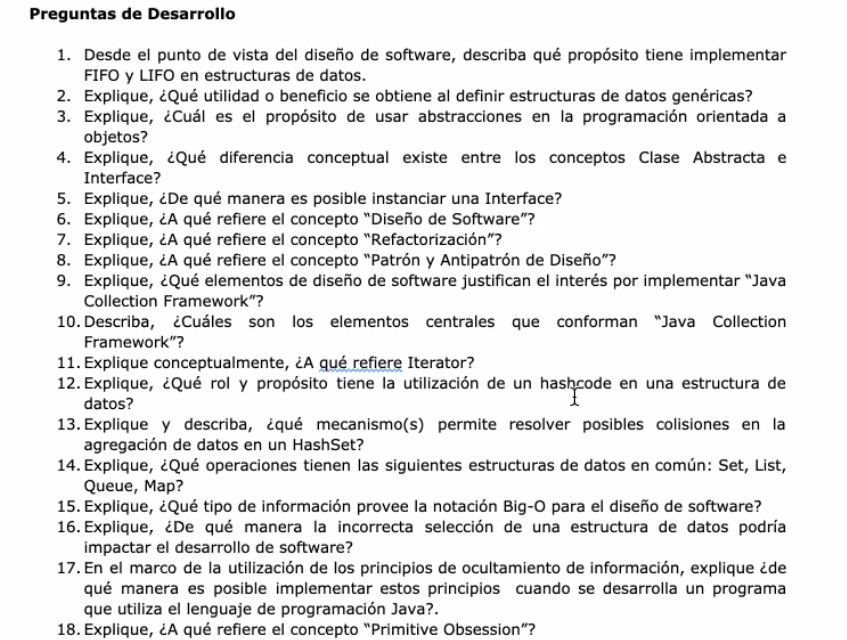 Preguntas de Desarrollo
1. Desde el punto de vista del diseño de software, describa qué propósito tiene implementar
FIFO y LIFO en estructuras de datos.
2. Explique, ¿Qué utilidad o beneficio se obtiene al definir estructuras de datos genéricas?
3. Explique, ¿Cuál es el propósito de usar abstracciones en la programación orientada a
objetos?
4. Explique, ¿Qué diferencia conceptual existe entre los conceptos Clase Abstracta e
Interface?
5. Explique, ¿De qué manera es posible instanciar una Interface?
6. Explique, ¿A qué refiere el concepto “Diseño de Software”?
7. Explique, ¿A qué refiere el concepto “Refactorización”?
8. Explique, ¿A qué refiere el concepto “Patrón y Antipatrón de Diseño”?
9. Explique, ¿Qué elementos de diseño de software justifican el interés por implementar “Java
Collection Framework”?
10. Describa, ¿Cuáles son los elementos centrales que conforman “Java Collection
Framework”?
11. Explique conceptualmente, ¿A qué refiere Iterator?
12. Explique, ¿Qué rol y propósito tiene la utilización de un hashcode en una estructura de
datos?
13. Explique y describa, ¿qué mecanismo(s) permite resolver posibles colisiones en la
agregación de datos en un HashSet?
14. Explique, ¿Qué operaciones tienen las siguientes estructuras de datos en común: Set, List,
Queue, Map?
15. Explique, ¿Qué tipo de información provee la notación Big-O para el diseño de software?
16. Explique, ¿De qué manera la incorrecta selección de una estructura de datos podría
impactar el desarrollo de software?
17. En el marco de la utilización de los principios de ocultamiento de información, explique ¿de
qué manera es posible implementar estos principios cuando se desarrolla un programa
que utiliza el lenguaje de programación Java?.
18. Explique, ¿A qué refiere el concepto “Primitive Obsession”?